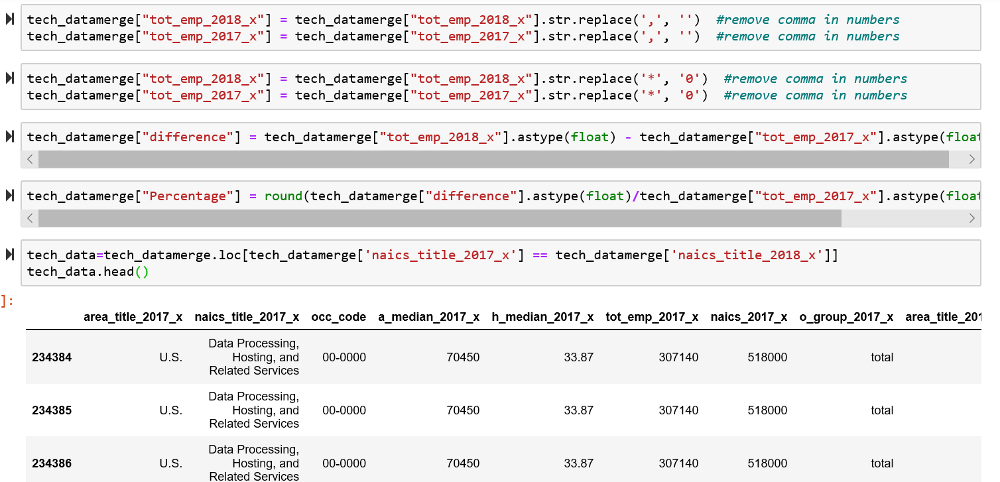 tech_datamerge["tot_emp_2018_x"] = tech_datamerge["tot_emp_2018_x"].str.replace(',', '')  #remove comma in numbers
tech_datamerge["tot_emp_2017_x"] = tech_datamerge["tot_emp_2017_x"].str.replace(',', '')  #remove comma in numbers
tech_datamerge["tot_emp_2018_x"] = tech_datamerge["tot_emp_2018_x"].str.replace('*', '0')  #remove comma in numbers
tech_datamerge["tot_emp_2017_x"] = tech_datamerge["tot_emp_2017_x"].str.replace('*', '0')  #remove comma in numbers
tech_datamerge["difference"] = tech_datamerge["tot_emp_2018_x"].astype(float) - tech_datamerge["tot_emp_2017_x"].astype(float
tech_datamerge["Percentage"] = round(tech_datamerge["difference"].astype(float)/tech_datamerge["tot_emp_2017_x"].astype(float
tech_data=tech_datamerge.loc[tech_datamerge['naics_title_2017_x'] == tech_datamerge['naics_title_2018_x']]
tech_data.head()
]:
area_title_2017_x naics_title_2017_x occ_code a_median_2017_x h_median_2017_x tot_emp_2017_x naics_2017_x o_group_2017_x area_title_201
Data Processing,
234384 U.S. Hosting, and 00-0000 70450 33.87 307140 518000 total
Related Services
Data Processing,
234385 U.S. Hosting, and 00-0000 70450 33.87 307140 518000 total
Related Services
Data Processing,
234386 U.S. Hosting, and 00-0000 70450 33.87 307140 518000 total
Related Services